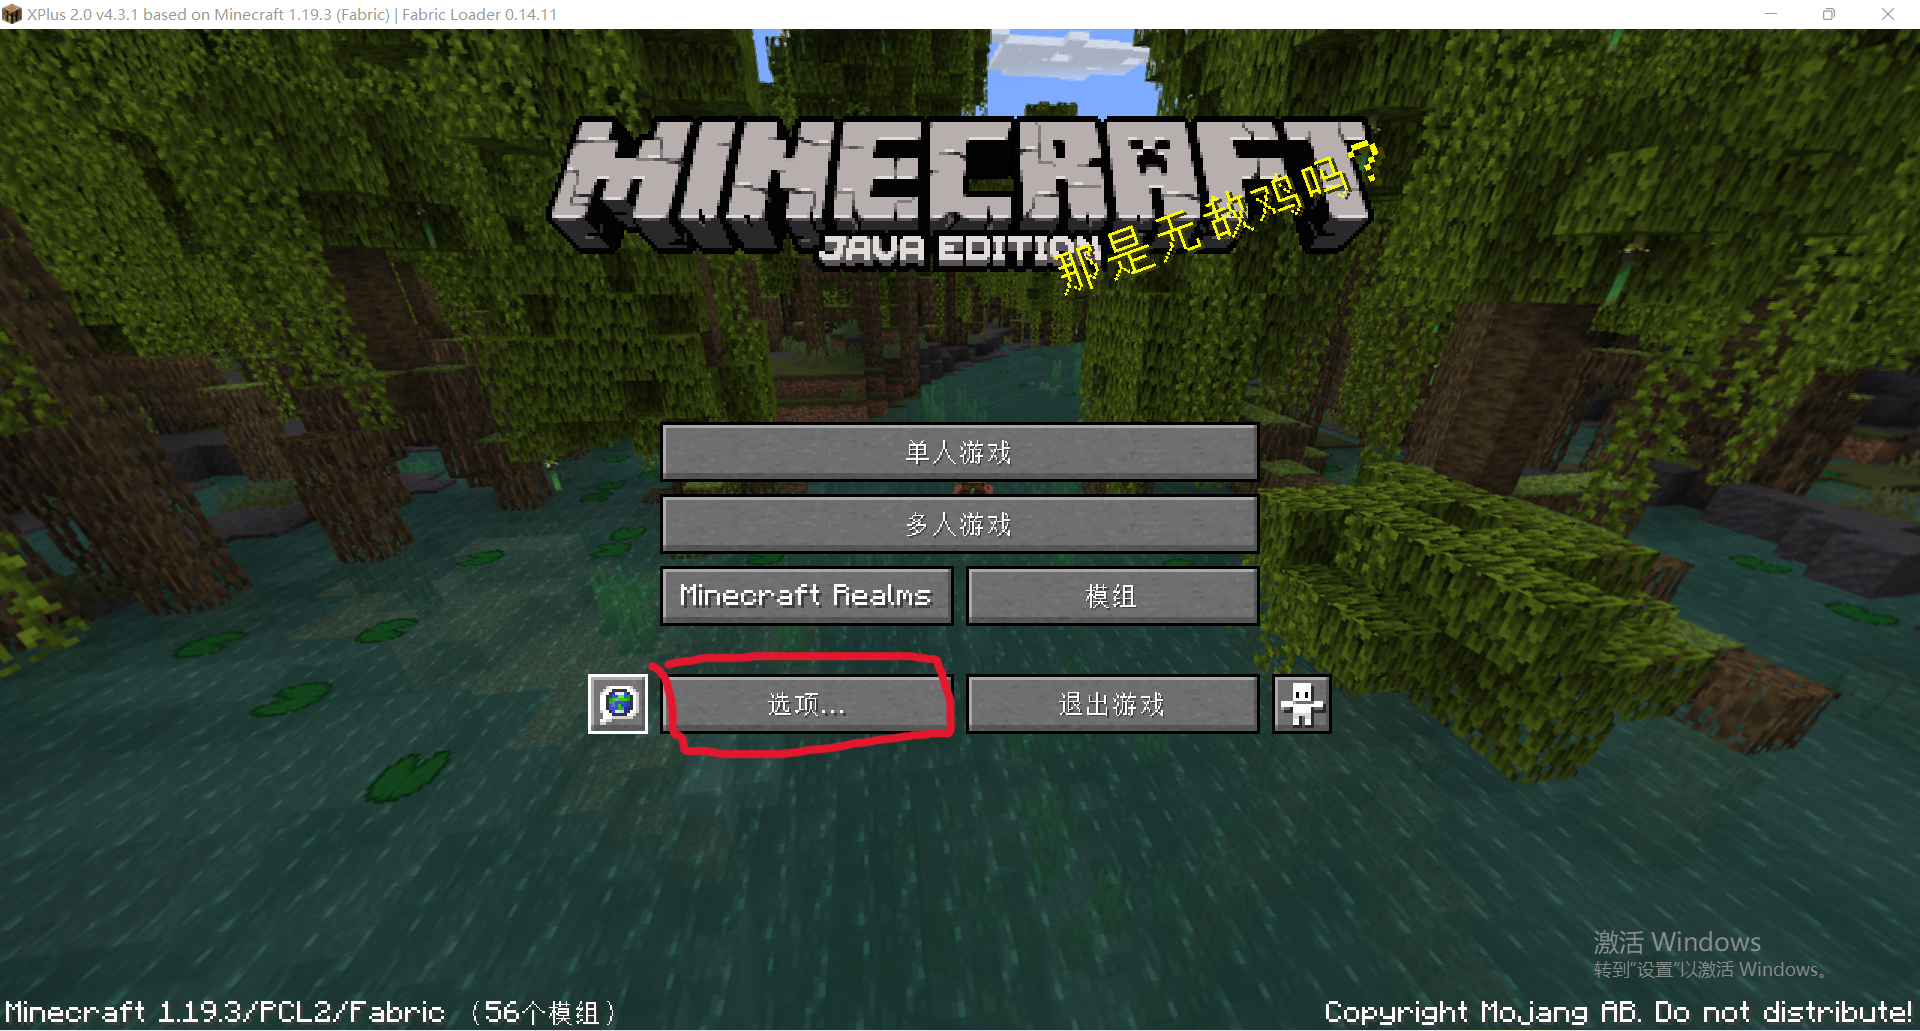 XPlus 2.0 v4.3.1 based on Minecraft 1.19.3 (Fabric) | Fabric Loader 0.14.11
MINECRAFT
JAVA EDITION
那是无敌鸡吗?
单人游戏
多人游戏
Minecraft Realms
模组
选项...
退出游戏
激活 Windows
转到“设置”以激活 Windows。
Minecraft 1.19.3/PCL2/Fabric （56个模组）
Copyright Mojang AB. Do not distribute!